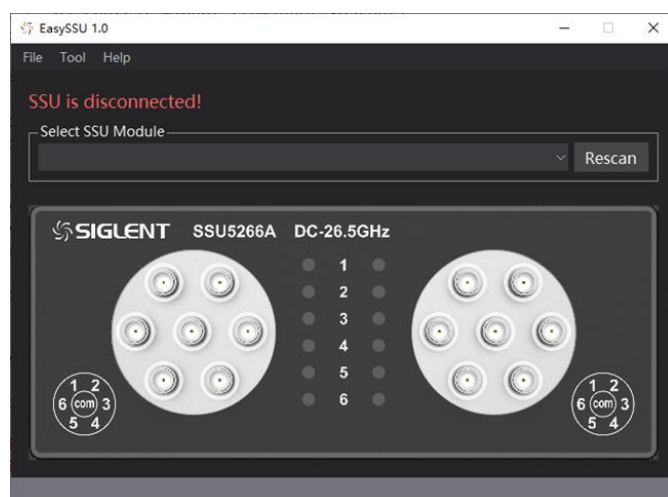 EasySSU 1.0
File Tool Help
SSU is disconnected!
Select SSU Module
Rescan
SIGLENT SSU5266A DC-26.5GHz
1
2
3
4
5
6
1 2
6 com 3
5 4
1 2
6 com 3
5 4